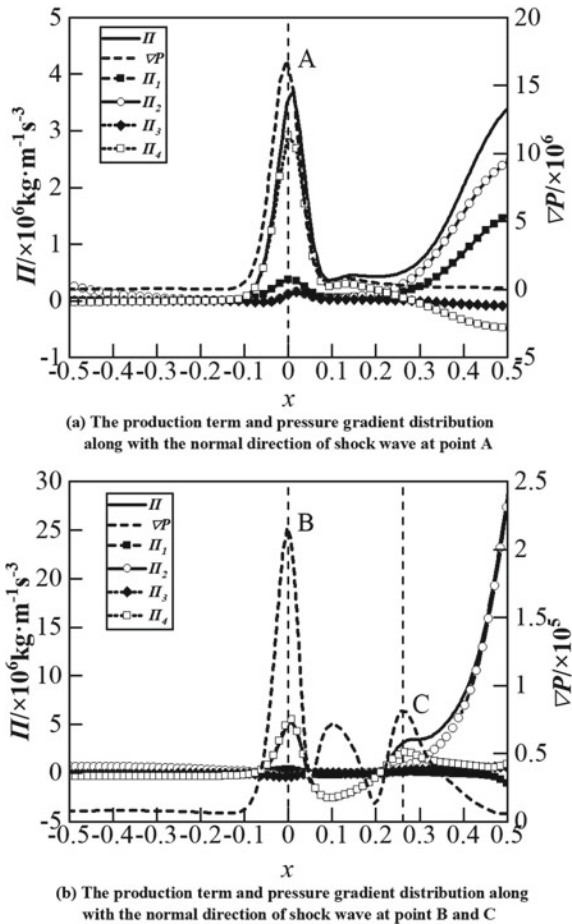 5
4
3
2
1
0
-1
Π/×10⁶kg·m⁻¹s⁻³
Π
∇P
Π₁
Π₂
Π₃
Π₄
A
20
15
10
5
0
-5
∇P/×10⁶
-0.5 -0.4 -0.3 -0.2 -0.1 0 0.1 0.2 0.3 0.4 0.5
x
(a) The production term and pressure gradient distribution
along with the normal direction of shock wave at point A
30
25
20
15
10
5
0
-5
Π/×10⁶kg·m⁻¹s⁻³
Π
∇P
Π₁
Π₂
Π₃
Π₄
B
C
2.5
2
1.5
1
0.5
0
∇P/×10⁵
-0.5 -0.4 -0.3 -0.2 -0.1 0 0.1 0.2 0.3 0.4 0.5
x
(b) The production term and pressure gradient distribution along
with the normal direction of shock wave at point B and C